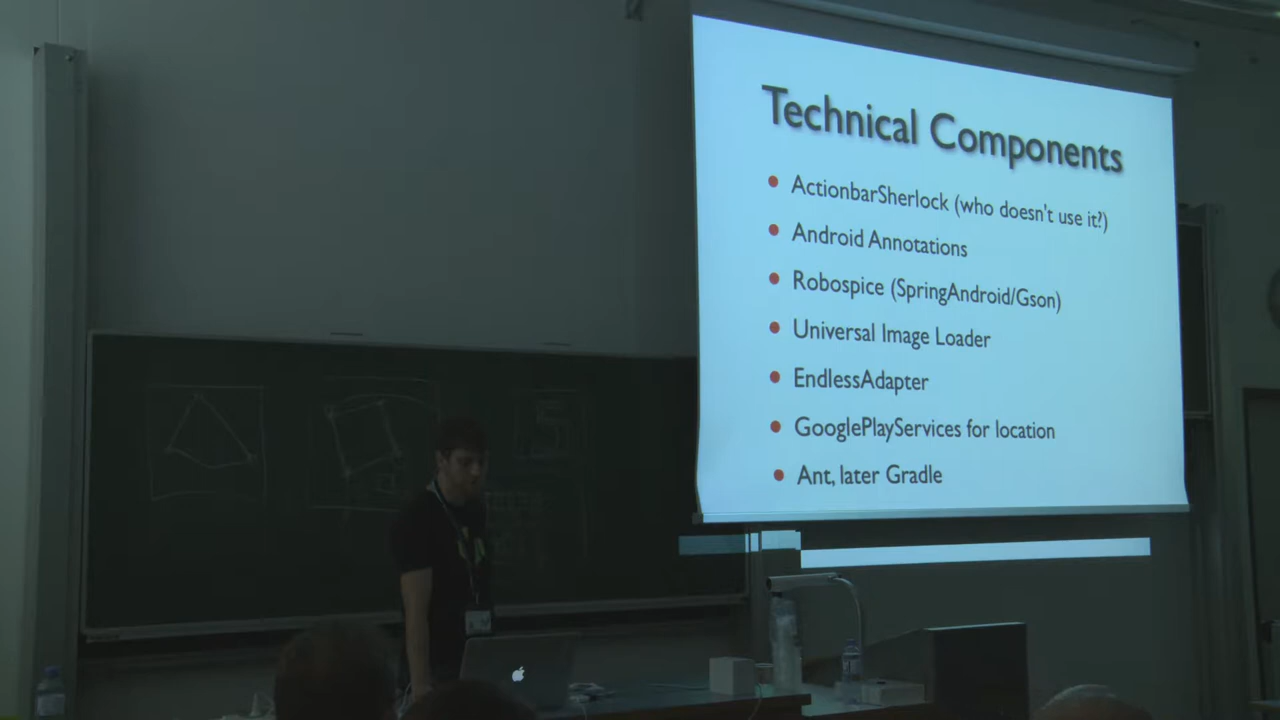 Technical Components
ActionbarSherlock (who doesn't use it?)
Android Annotations
Robospice (SpringAndroid/Gson)
Universal Image Loader
EndlessAdapter
GooglePlayServices for location
Ant, later Gradle